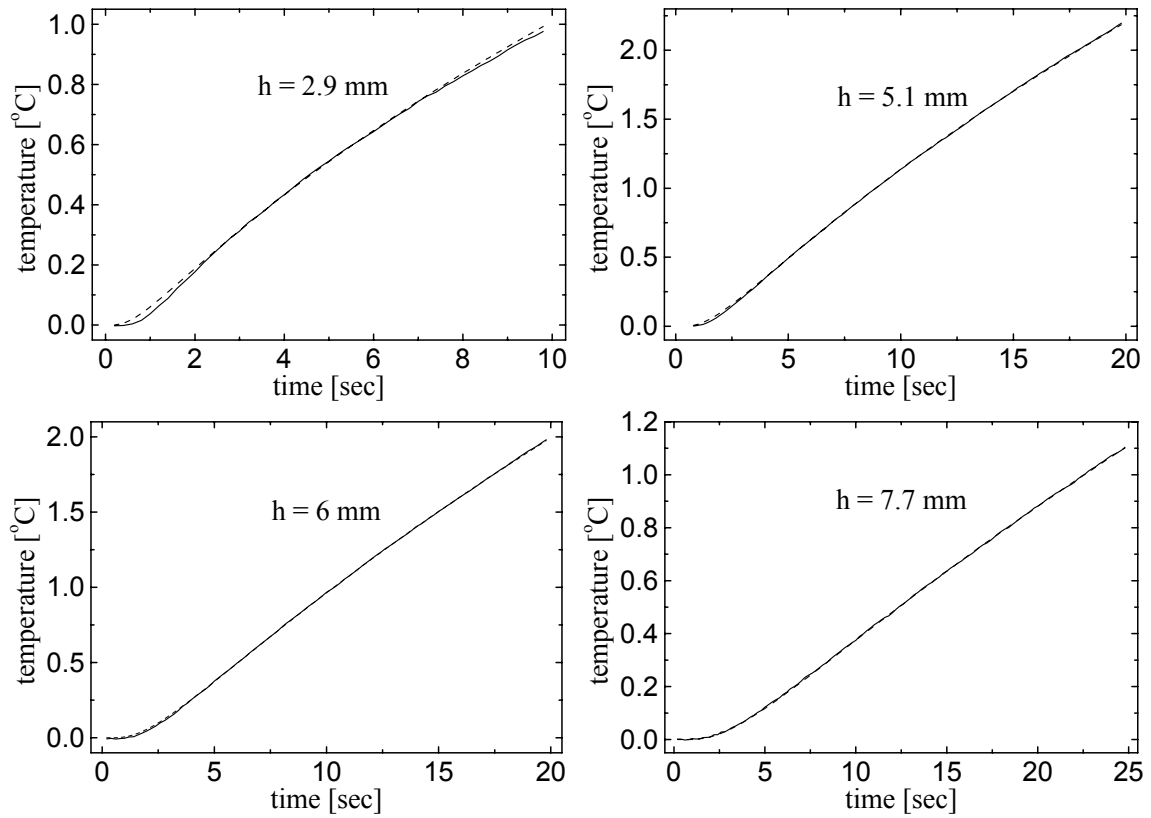 1.0
0.8
0.6
0.4
0.2
0.0
temperature [°C]
h = 2.9 mm
0 2 4 6 8 10
time [sec]
2.0
1.5
1.0
0.5
0.0
temperature [°C]
h = 5.1 mm
0 5 10 15 20
time [sec]
2.0
1.5
1.0
0.5
0.0
temperature [°C]
h = 6 mm
0 5 10 15 20
time [sec]
1.2
1.0
0.8
0.6
0.4
0.2
0.0
temperature [°C]
h = 7.7 mm
0 5 10 15 20 25
time [sec]